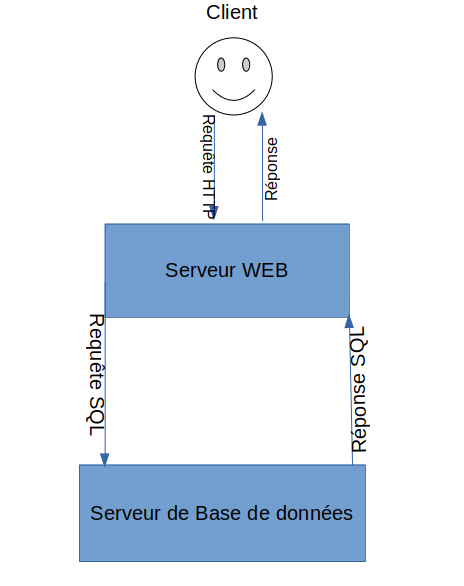 Client
Requête HTTP
Réponse
Serveur WEB
Requête SQL
Réponse SQL
Serveur de Base de données